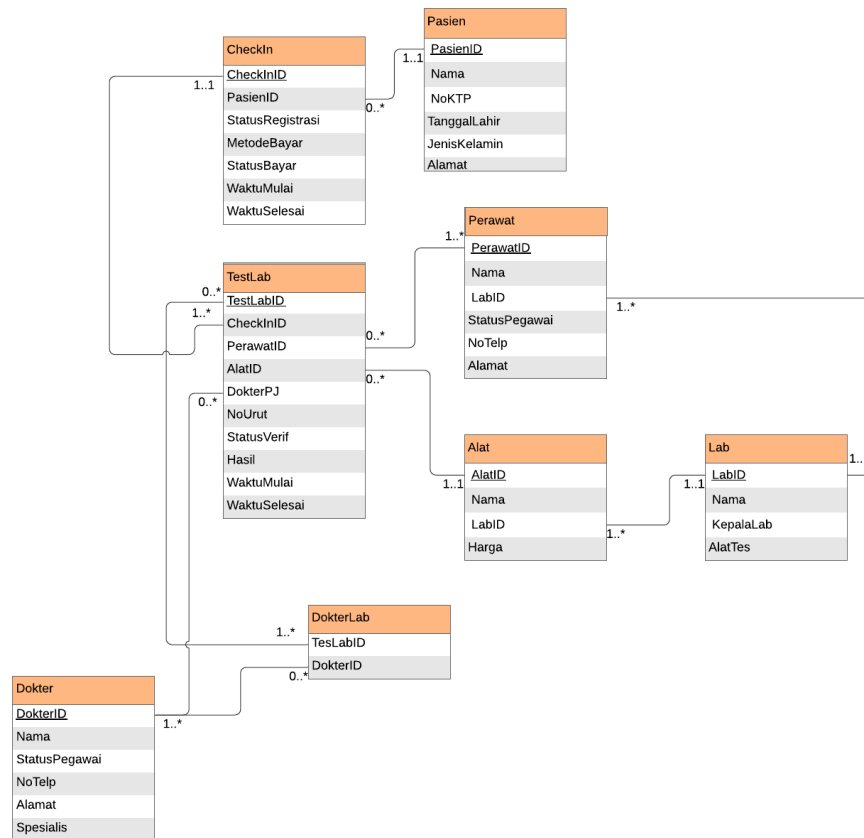 CheckIn
CheckInID
PasienID
StatusRegistrasi
MetodeBayar
StatusBayar
WaktuMulai
WaktuSelesai
1..1
0..*
1..1
Pasien
PasienID
Nama
NoKTP
TanggalLahir
JenisKelamin
Alamat
Perawat
PerawatID
Nama
LabID
StatusPegawai
NoTelp
Alamat
1..*
1..*
TestLab
TestLabID
CheckInID
PerawatID
AlatID
DokterPJ
NoUrut
StatusVerif
Hasil
WaktuMulai
WaktuSelesai
0..*
1..*
0..*
0..*
0..*
Alat
AlatID
Nama
LabID
Harga
1..1
1..*
Lab
LabID
Nama
KepalaLab
AlatTes
1..1
1..
DokterLab
TesLabID
DokterID
1..*
0..*
Dokter
DokterID
Nama
StatusPegawai
NoTelp
Alamat
Spesialis
1..*